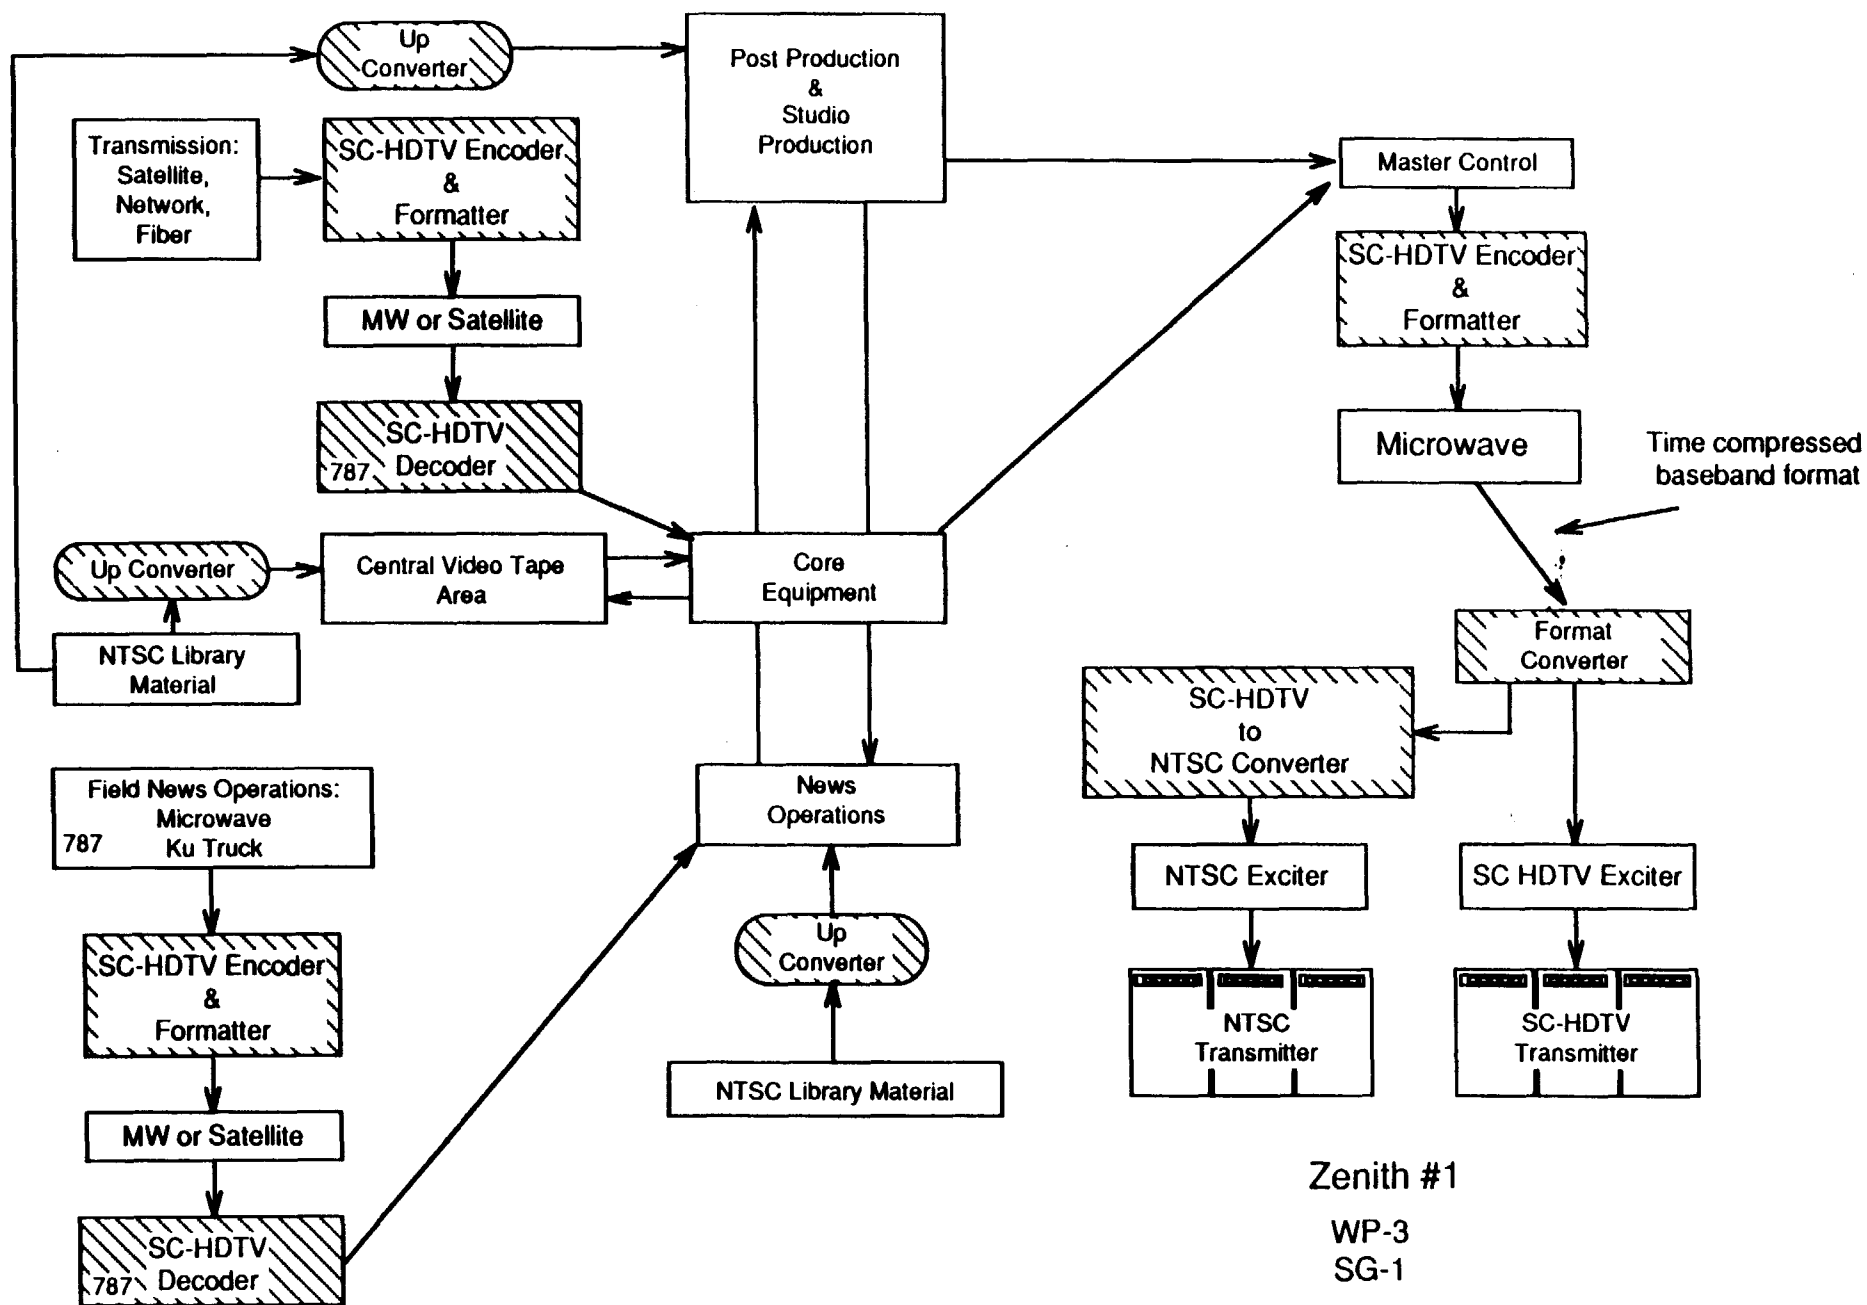 Up
Converter
Post Production
&
Studio
Production
Transmission:
Satellite,
Network,
Fiber
SC-HDTV Encoder
&
Formatter
Master Control
MW or Satellite
SC-HDTV Encoder
&
Formatter
SC-HDTV
787 Decoder
Microwave
Time compressed
baseband format
Up Converter
Central Video Tape
Area
Core
Equipment
NTSC Library
Material
Format
Converter
SC-HDTV
to
NTSC Converter
Field News Operations:
Microwave
787 Ku Truck
News
Operations
NTSC Exciter
SC HDTV Exciter
SC-HDTV Encoder
&
Formatter
Up
Converter
NTSC
Transmitter
SC-HDTV
Transmitter
NTSC Library Material
MW or Satellite
SC-HDTV
787 Decoder
Zenith #1
WP-3
SG-1